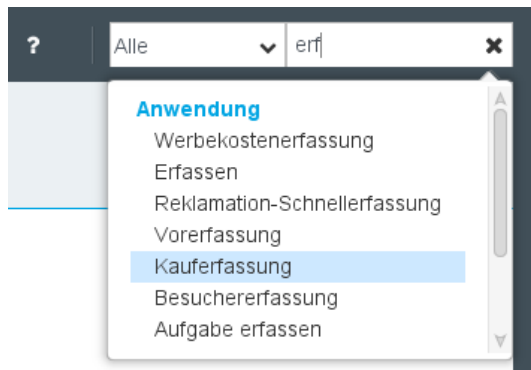 ? Alle erf
Anwendung
Werbekostenerfassung
Erfassen
Reklamation-Schnellerfassung
Vorerfassung
Kauferfassung
Besuchererfassung
Aufgabe erfassen